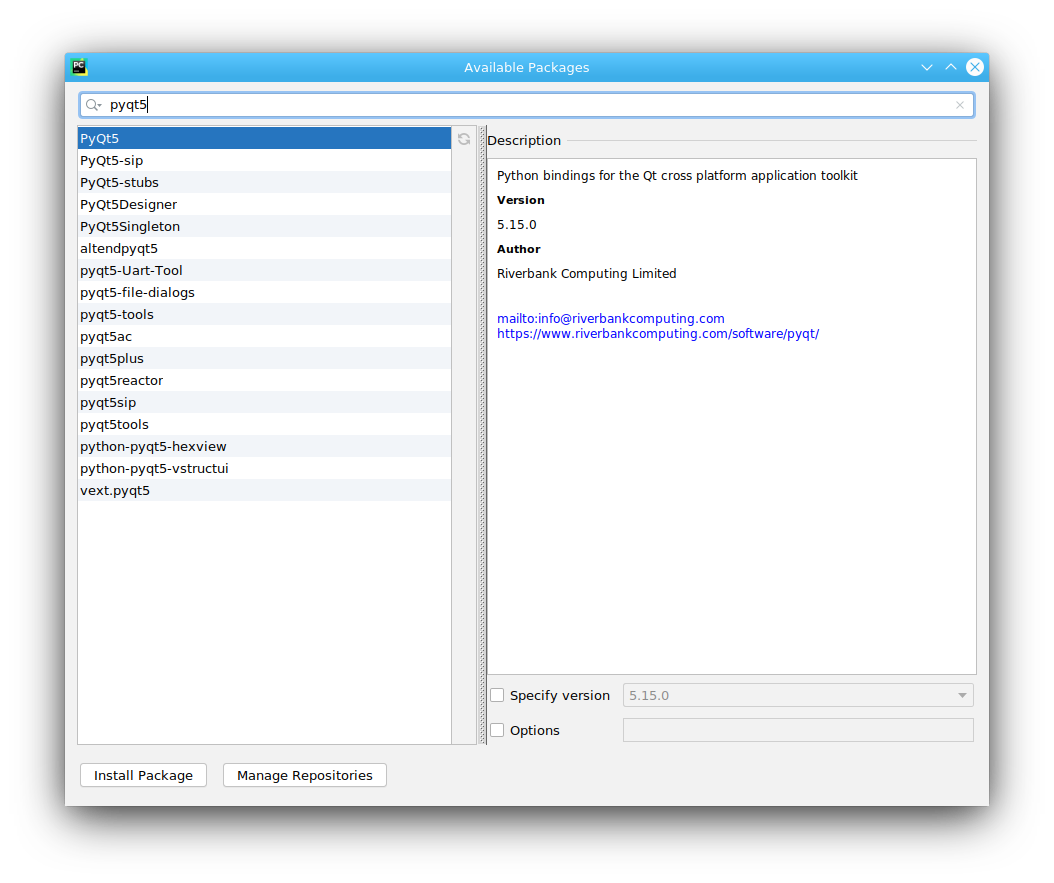 PC
Available Packages
pyqt5
PyQt5
PyQt5-sip
PyQt5-stubs
PyQt5Designer
PyQt5Singleton
altendpyqt5
pyqt5-Uart-Tool
pyqt5-file-dialogs
pyqt5-tools
pyqt5ac
pyqt5plus
pyqt5reactor
pyqt5sip
pyqt5tools
python-pyqt5-hexview
python-pyqt5-vstructui
vext.pyqt5
Description
Python bindings for the Qt cross platform application toolkit
Version
5.15.0
Author
Riverbank Computing Limited
mailto:info@riverbankcomputing.com
https://www.riverbankcomputing.com/software/pyqt/
Specify version 5.15.0
Options
Install Package Manage Repositories